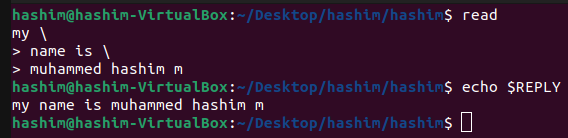 hashim@hashim-VirtualBox:~/Desktop/hashim/hashim$ read
my \
> name is \
> muhammed hashim m
hashim@hashim-VirtualBox:~/Desktop/hashim/hashim$ echo $REPLY
my name is muhammed hashim m
hashim@hashim-VirtualBox:~/Desktop/hashim/hashim$